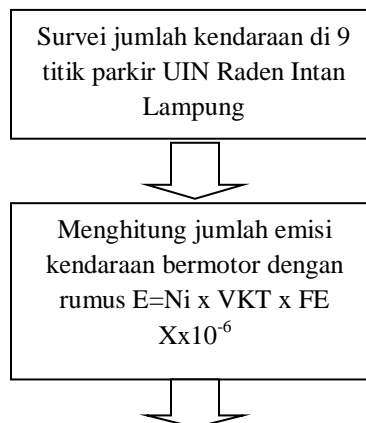 Survei jumlah kendaraan di 9
titik parkir UIN Raden Intan
Lampung
Menghitung jumlah emisi
kendaraan bermotor dengan
rumus E=Ni x VKT x FE
Xx10⁻⁶